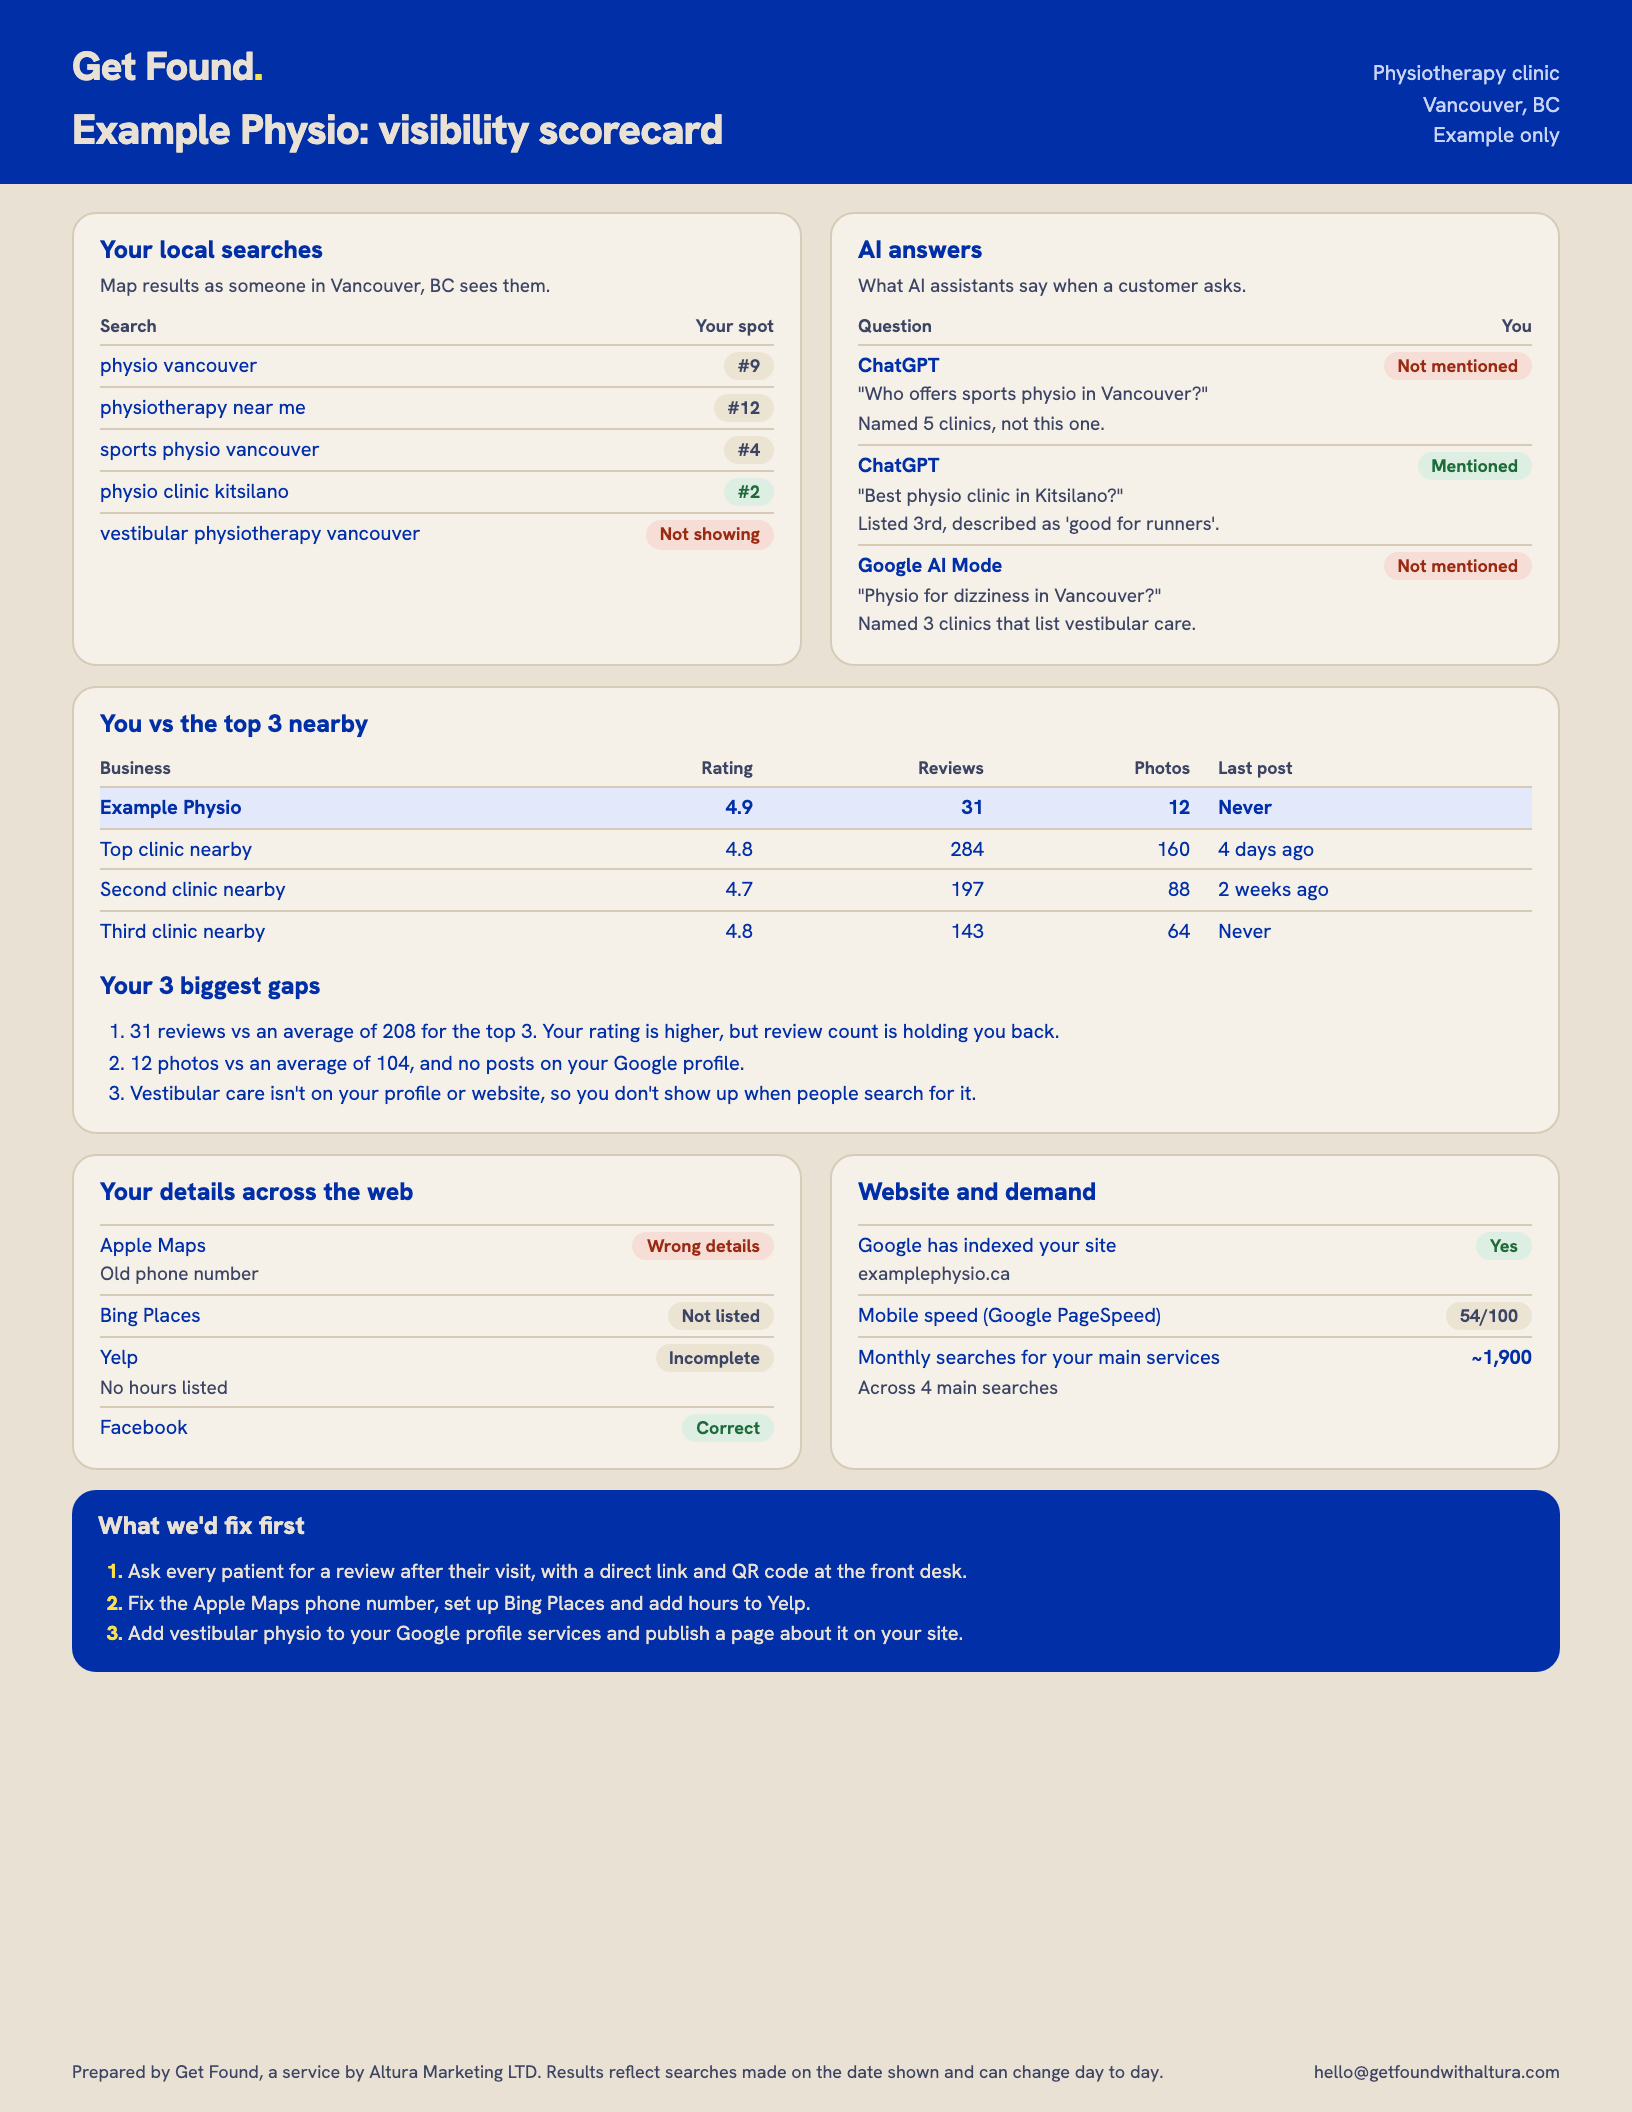 Get Found.
Example Physio: visibility scorecard
Physiotherapy clinic
Vancouver, BC
Example only
Your local searches
Map results as someone in Vancouver, BC sees them.
Search Your spot
physio vancouver #9
physiotherapy near me #12
sports physio vancouver #4
physio clinic kitsilano #2
vestibular physiotherapy vancouver Not showing
AI answers
What AI assistants say when a customer asks.
Question You
ChatGPT Not mentioned
"Who offers sports physio in Vancouver?"
Named 5 clinics, not this one.
ChatGPT Mentioned
"Best physio clinic in Kitsilano?"
Listed 3rd, described as 'good for runners'.
Google AI Mode Not mentioned
"Physio for dizziness in Vancouver?"
Named 3 clinics that list vestibular care.
You vs the top 3 nearby
Business Rating Reviews Photos Last post
Example Physio 4.9 31 12 Never
Top clinic nearby 4.8 284 160 4 days ago
Second clinic nearby 4.7 197 88 2 weeks ago
Third clinic nearby 4.8 143 64 Never
Your 3 biggest gaps
1. 31 reviews vs an average of 208 for the top 3. Your rating is higher, but review count is holding you back.
2. 12 photos vs an average of 104, and no posts on your Google profile.
3. Vestibular care isn't on your profile or website, so you don't show up when people search for it.
Your details across the web
Apple Maps Wrong details
Old phone number
Bing Places Not listed
Yelp Incomplete
No hours listed
Facebook Correct
Website and demand
Google has indexed your site Yes
examplephysio.ca
Mobile speed (Google PageSpeed) 54/100
Monthly searches for your main services ~1,900
Across 4 main searches
What we'd fix first
1. Ask every patient for a review after their visit, with a direct link and QR code at the front desk.
2. Fix the Apple Maps phone number, set up Bing Places and add hours to Yelp.
3. Add vestibular physio to your Google profile services and publish a page about it on your site.
Prepared by Get Found, a service by Altura Marketing LTD. Results reflect searches made on the date shown and can change day to day. hello@getfoundwithaltura.com